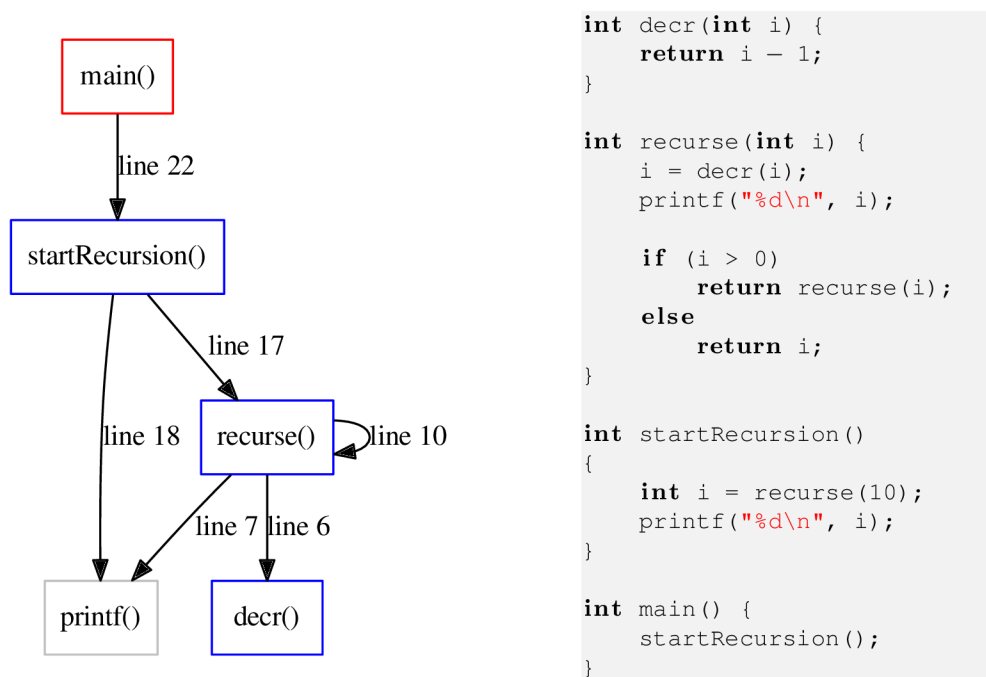 main()
line 22
startRecursion()
line 17
line 18
recurse()
line 10
line 7
line 6
printf()
decr()
int decr(int i) {
    return i − 1;
}

int recurse(int i) {
    i = decr(i);
    printf("%d\n", i);

    if (i > 0)
        return recurse(i);
    else
        return i;
}

int startRecursion()
{
    int i = recurse(10);
    printf("%d\n", i);
}

int main() {
    startRecursion();
}